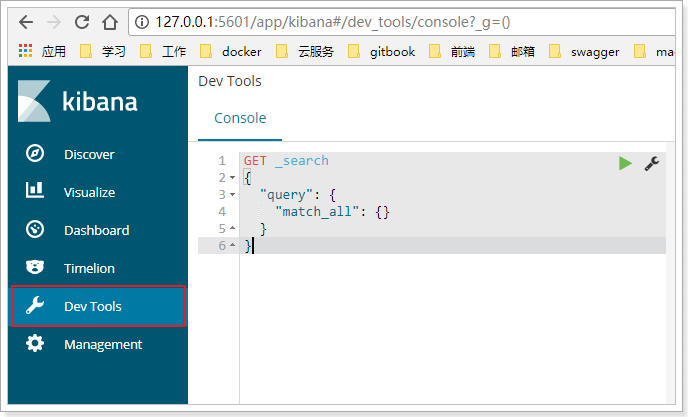 127.0.0.1:5601/app/kibana#/dev_tools/console?_g=()
应用 学习 工作 docker 云服务 gitbook 前端 邮箱 swagger ma
kibana
Dev Tools
Console
Discover
Visualize
Dashboard
Timelion
Dev Tools
Management
1 GET _search
2 {
3 "query": {
4 "match_all": {}
5 }
6 }